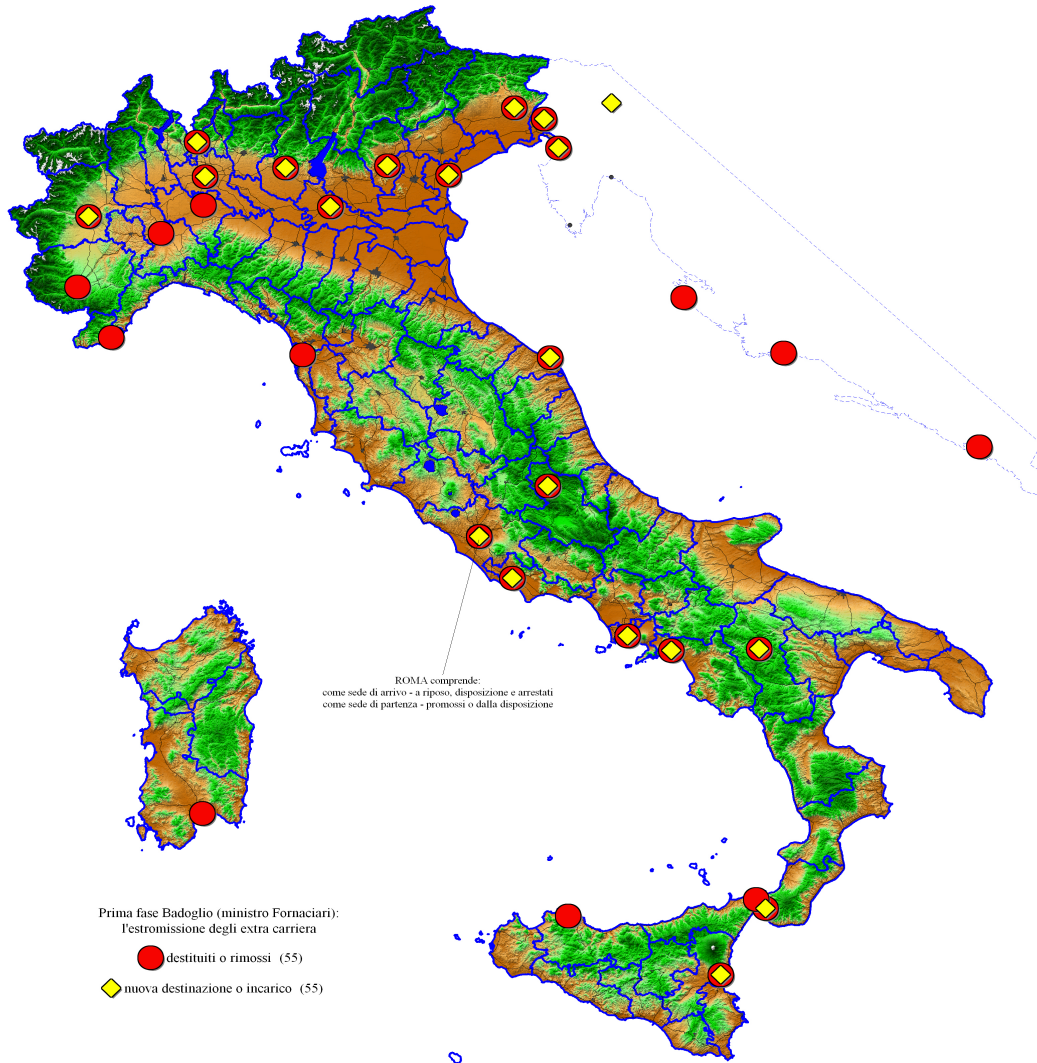 ROMA comprende:
come sede di arrivo - a riposo, disposizione e arrestati
come sede di partenza - promossi o dalla disposizione
Prima fase Badoglio (ministro Fornaciari):
l'estromissione degli extra carriera
destituiti o rimossi (55)
nuova destinazione o incarico (55)